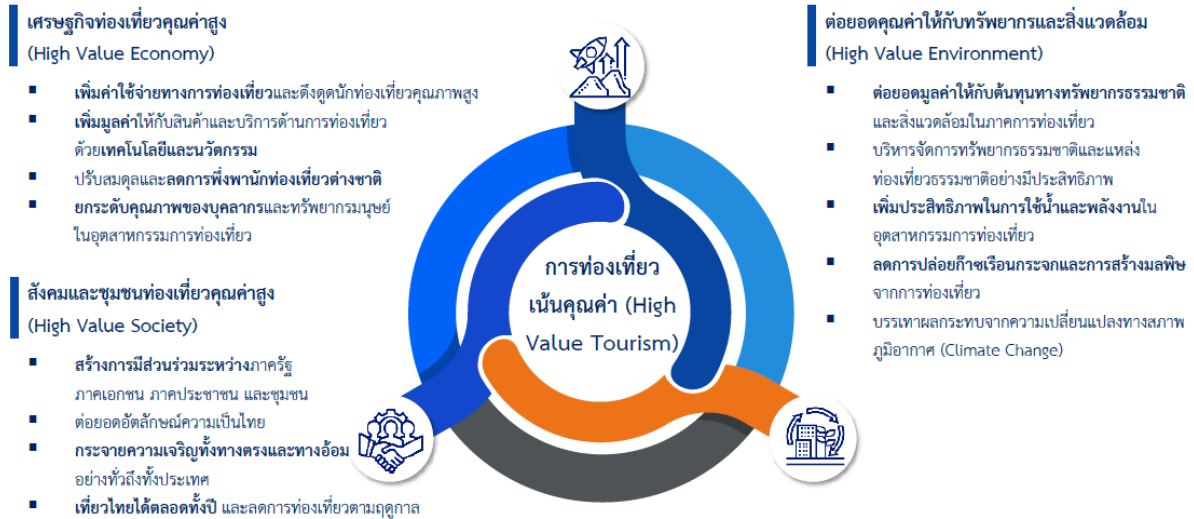 เศรษฐกิจท่องเที่ยวคุณค่าสูง
(High Value Economy)
▪ เพิ่มค่าใช้จ่ายทางการท่องเที่ยวและดึงดูดนักท่องเที่ยวคุณภาพสูง
▪ เพิ่มมูลค่าให้กับสินค้าและบริการด้านการท่องเที่ยว
ด้วยเทคโนโลยีและนวัตกรรม
▪ ปรับสมดุลและลดการพึ่งพานักท่องเที่ยวต่างชาติ
▪ ยกระดับคุณภาพของบุคลากรและทรัพยากรมนุษย์
ในอุตสาหกรรมการท่องเที่ยว
สังคมและชุมชนท่องเที่ยวคุณค่าสูง
(High Value Society)
▪ สร้างการมีส่วนร่วมระหว่างภาครัฐ
ภาคเอกชน ภาคประชาชน และชุมชน
▪ ต่อยอดอัตลักษณ์ความเป็นไทย
▪ กระจายความเจริญทั้งทางตรงและทางอ้อม
อย่างทั่วถึงทั้งประเทศ
▪ เที่ยวไทยได้ตลอดทั้งปี และลดการท่องเที่ยวตามฤดูกาล
การท่องเที่ยว
เน้นคุณค่า (High
Value Tourism)
ต่อยอดคุณค่าให้กับทรัพยากรและสิ่งแวดล้อม
(High Value Environment)
▪ ต่อยอดมูลค่าให้กับต้นทุนทางทรัพยากรธรรมชาติ
และสิ่งแวดล้อมในภาคการท่องเที่ยว
▪ บริหารจัดการทรัพยากรธรรมชาติและแหล่ง
ท่องเที่ยวธรรมชาติอย่างมีประสิทธิภาพ
▪ เพิ่มประสิทธิภาพในการใช้น้ำและพลังงานใน
อุตสาหกรรมการท่องเที่ยว
▪ ลดการปล่อยก๊าซเรือนกระจกและการสร้างมลพิษ
จากการท่องเที่ยว
▪ บรรเทาผลกระทบจากความเปลี่ยนแปลงทางสภาพ
ภูมิอากาศ (Climate Change)